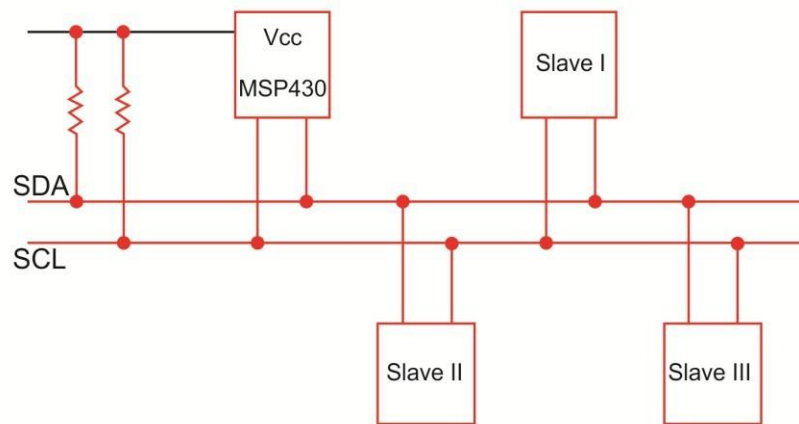 Vcc
MSP430
Slave I
SDA
SCL
Slave II
Slave III